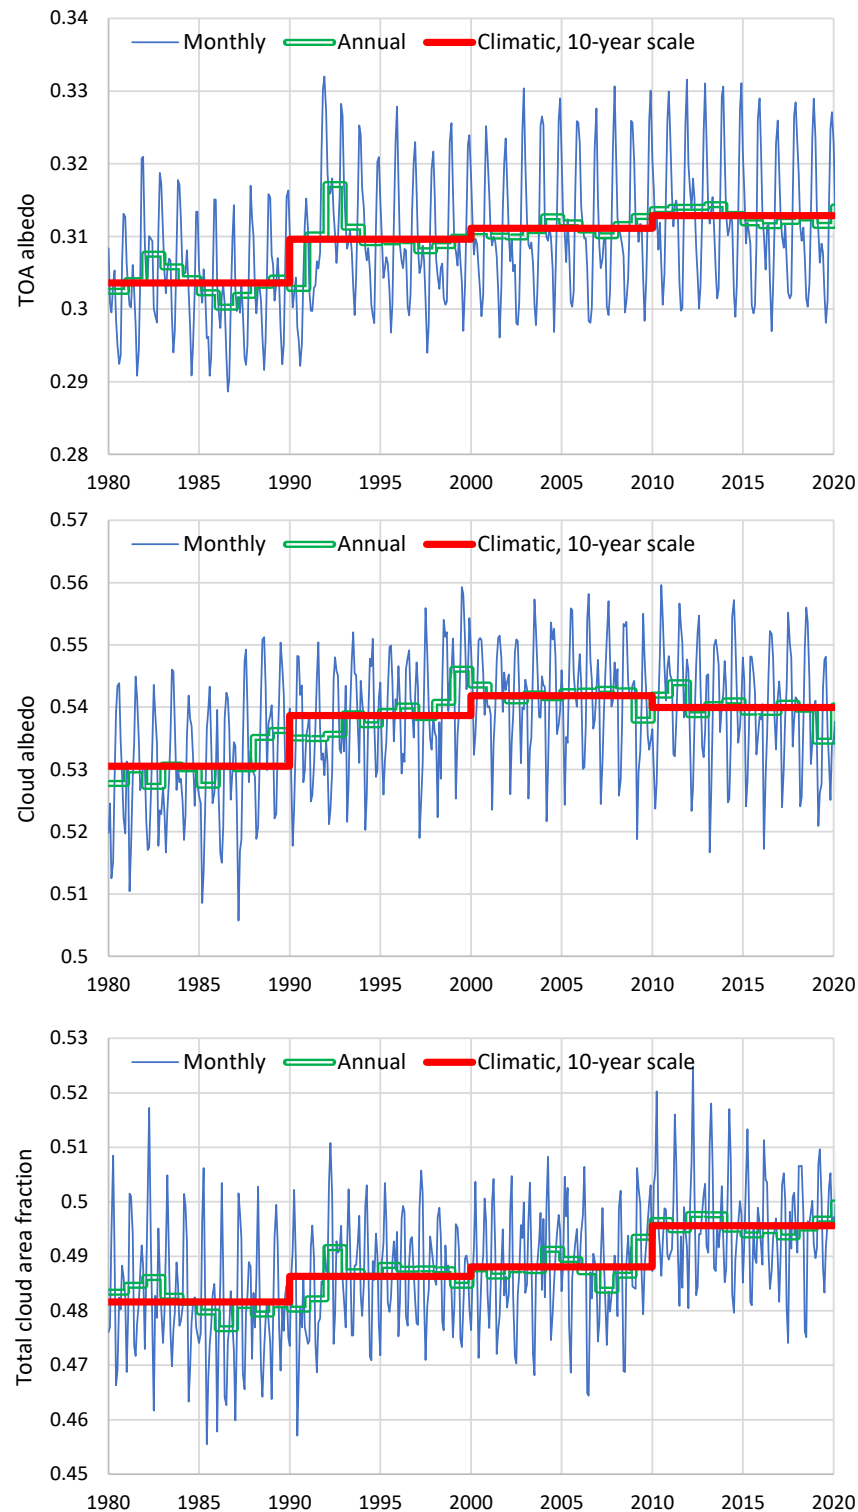 0.34
Monthly Annual Climatic, 10-year scale
0.33
0.32
0.31
0.3
0.29
0.28
TOA albedo
1980 1985 1990 1995 2000 2005 2010 2015 2020
0.57
Monthly Annual Climatic, 10-year scale
0.56
0.55
0.54
0.53
0.52
0.51
0.5
Cloud albedo
1980 1985 1990 1995 2000 2005 2010 2015 2020
0.53
Monthly Annual Climatic, 10-year scale
0.52
0.51
0.5
0.49
0.48
0.47
0.46
0.45
Total cloud area fraction
1980 1985 1990 1995 2000 2005 2010 2015 2020